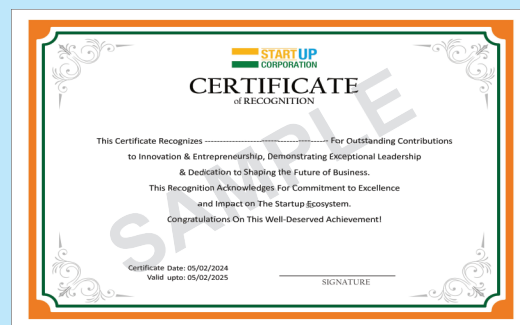 START UP
CORPORATION
CERTIFICATE
of RECOGNITION
This Certificate Recognizes ----------------------------------------- For Outstanding Contributions
to Innovation & Entrepreneurship, Demonstrating Exceptional Leadership
& Dedication to Shaping the Future of Business.
This Recognition Acknowledges For Commitment to Excellence
and Impact on The Startup Ecosystem.
Congratulations On This Well-Deserved Achievement!
SAMPLE
Certificate Date: 05/02/2024
Valid upto: 05/02/2025
SIGNATURE